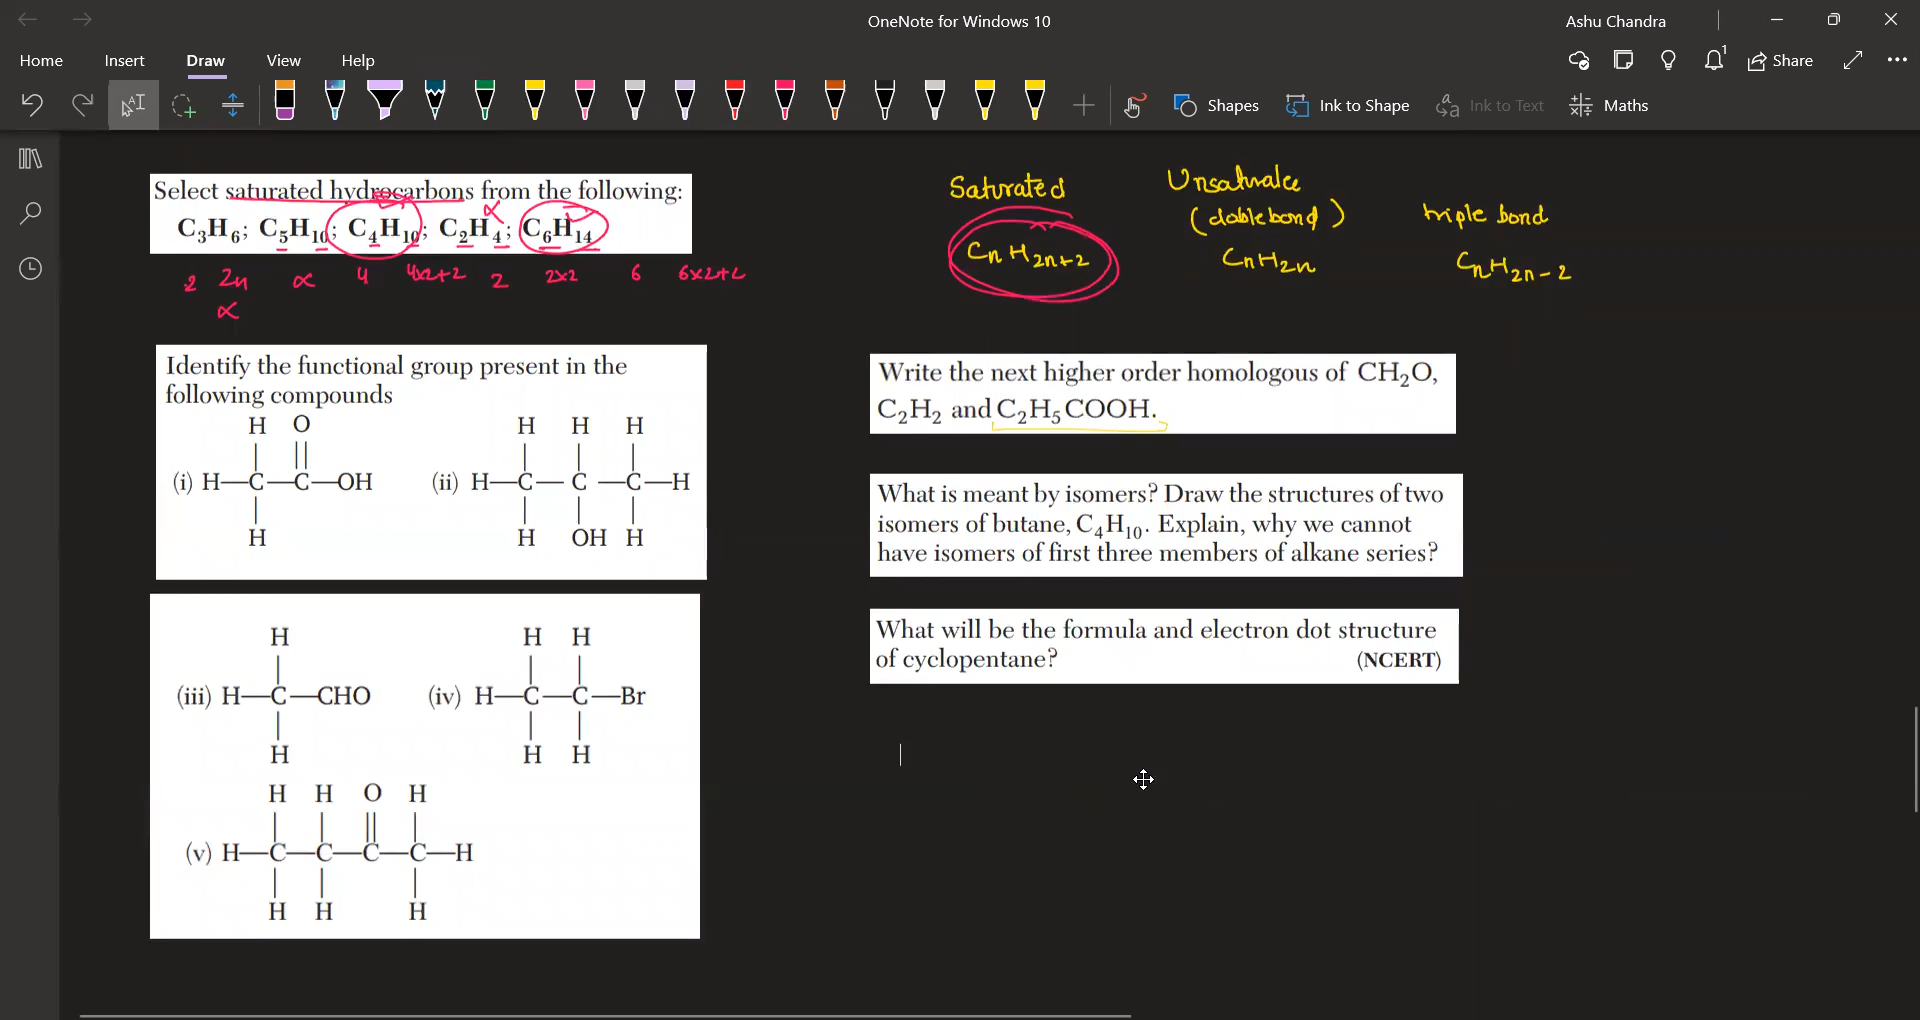 OneNote for Windows 10
Ashu Chandra
Home Insert Draw View Help
1
Share
Shapes Ink to Shape Ink to Text Maths
Select saturated hydrocarbons from the following:
C₃H₆; C₅H₁₀; C₄H₁₀; C₂H₄; C₆H₁₄
2 2n 4 4x2+2 2 2x2 6 6x2+2
Saturated
CnH2n+2
(
bond)
CnH2n
triple bond
CnH2n-2
Identify the functional group present in the
following compounds
H O
(i) H—C—C—OH
H
H H H
(ii) H—C—C—C—H
H OH H
H
(iii) H—C—CHO
H
H H
(iv) H—C—C—Br
H H
H H O H
(v) H—C—C—C—C—H
H H H
Write the next higher order homologous of CH₂O,
C₂H₂ and C₂H₅COOH.
What is meant by isomers? Draw the structures of two
isomers of butane, C₄H₁₀. Explain, why we cannot
have isomers of first three members of alkane series?
What will be the formula and electron dot structure
of cyclopentane? (NCERT)